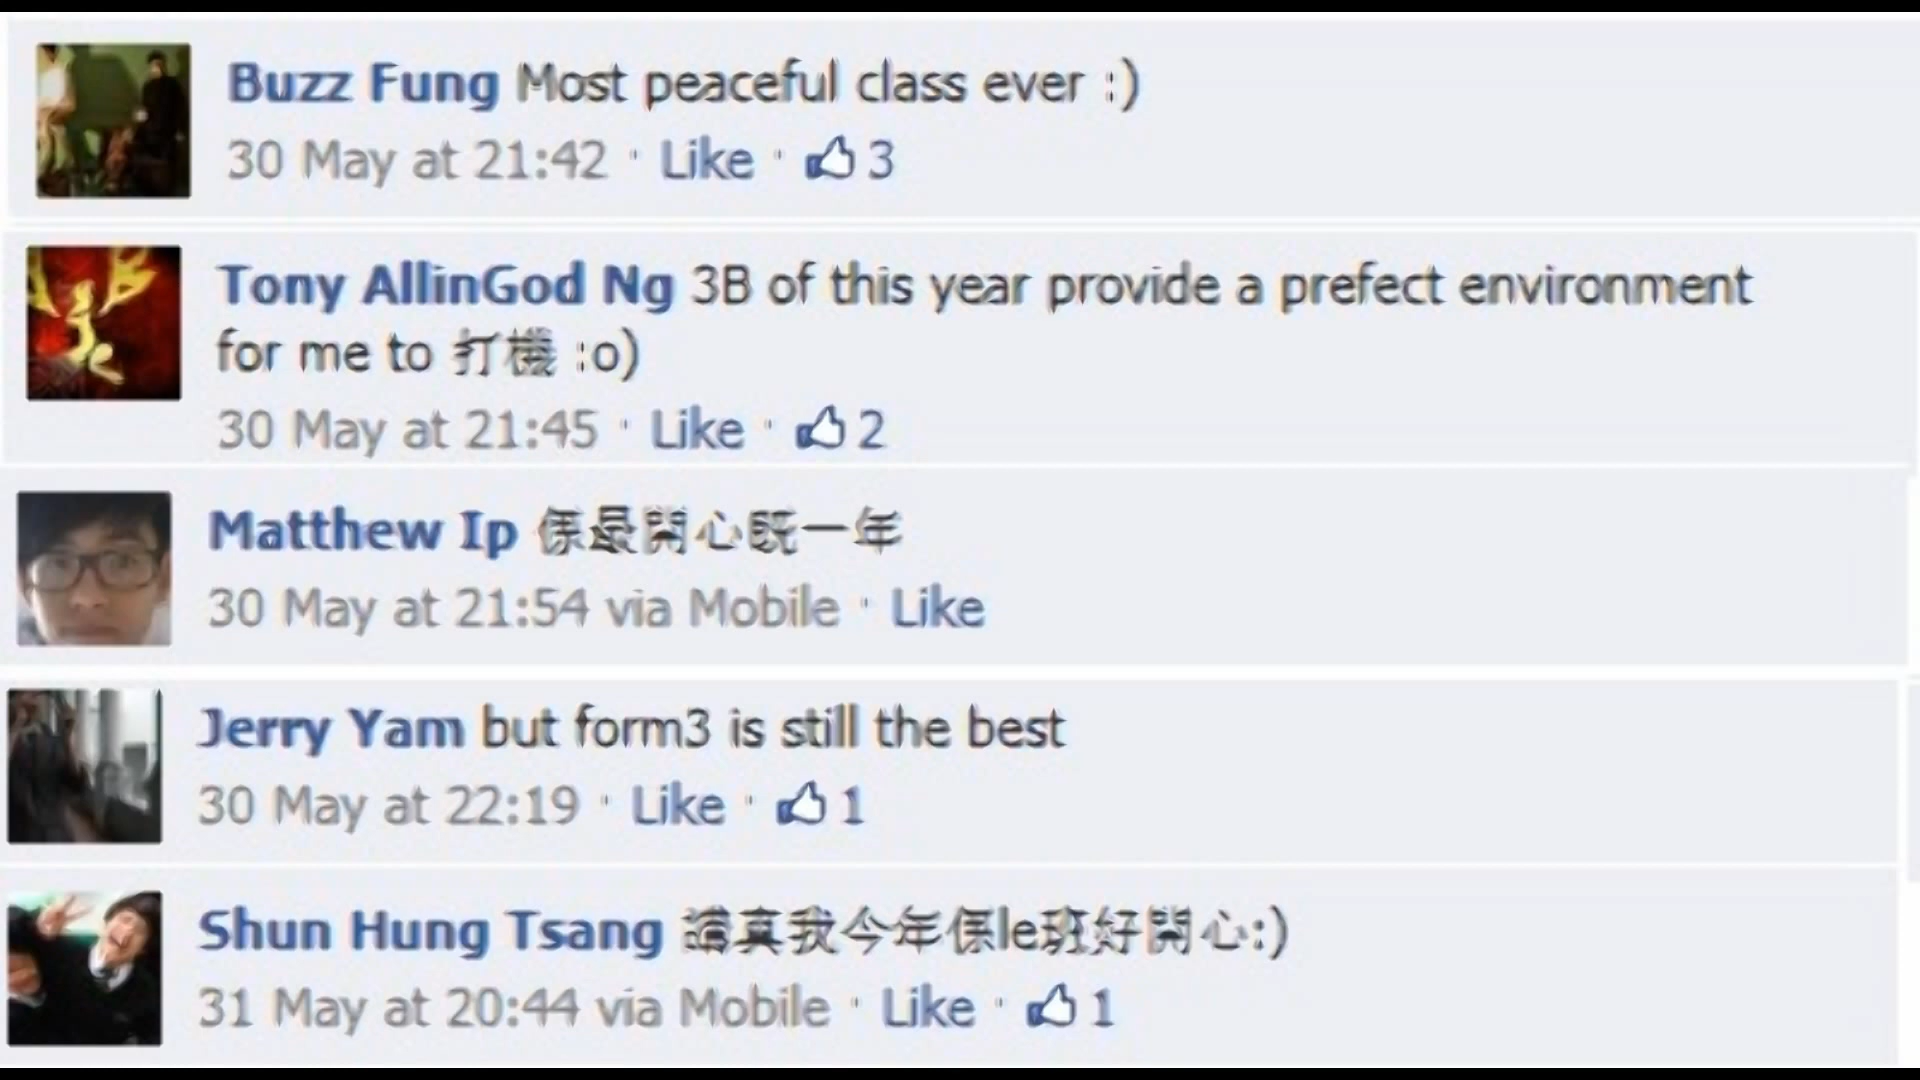 Buzz Fung Most peaceful class ever :)
30 May at 21:42 · Like · 3
Tony AllinGod Ng 3B of this year provide a prefect environment
for me to 打機 :o)
30 May at 21:45 · Like · 2
Matthew Ip 係最開心既一年
30 May at 21:54 via Mobile · Like
Jerry Yam but form3 is still the best
30 May at 22:19 · Like · 1
Shun Hung Tsang 講真我今年係le班好開心:)
31 May at 20:44 via Mobile · Like · 1